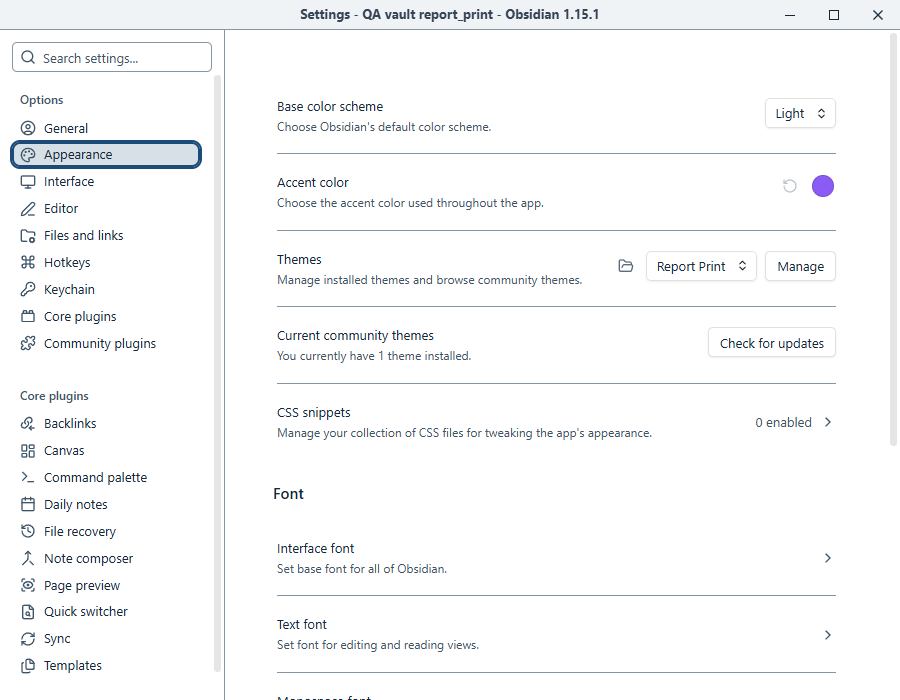 Settings - QA vault report_print - Obsidian 1.15.1
Search settings...
Options
General
Appearance
Interface
Editor
Files and links
Hotkeys
Keychain
Core plugins
Community plugins
Core plugins
Backlinks
Canvas
Command palette
Daily notes
File recovery
Note composer
Page preview
Quick switcher
Sync
Templates
Base color scheme
Choose Obsidian's default color scheme.
Light
Accent color
Choose the accent color used throughout the app.
Themes
Manage installed themes and browse community themes.
Report Print
Manage
Current community themes
You currently have 1 theme installed.
Check for updates
CSS snippets
Manage your collection of CSS files for tweaking the app's appearance.
0 enabled
Font
Interface font
Set base font for all of Obsidian.
Text font
Set font for editing and reading views.